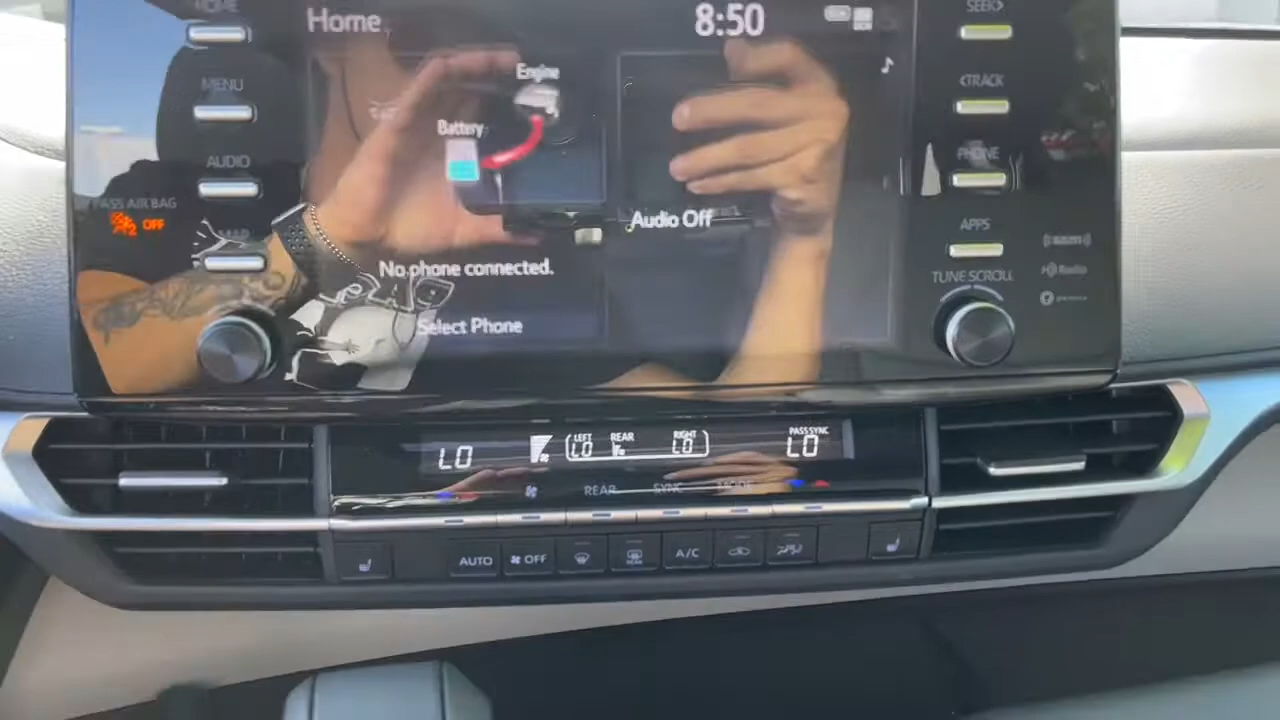 HOME
Home
8:50
SEEK>
MENU
Engine
<TRACK
Battery
AUDIO
PHONE
PASS AIR BAG
OFF
MAP
Audio Off
APPS
No phone connected.
TUNE SCROLL
Select Phone
LO
LEFT
LO
REAR
RIGHT
LO
PASS SYNC
LO
REAR
SYNC
MODE
AUTO
OFF
REAR
A/C